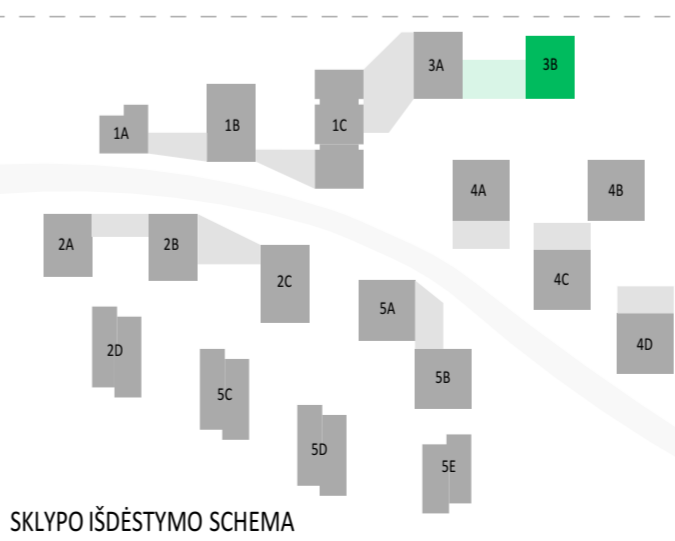 3A
3B
1A
1B
1C
4A
4B
2A
2B
2C
4C
5A
4D
2D
5B
5C
5D
5E
SKLYPO IŠDĖSTYMO SCHEMA